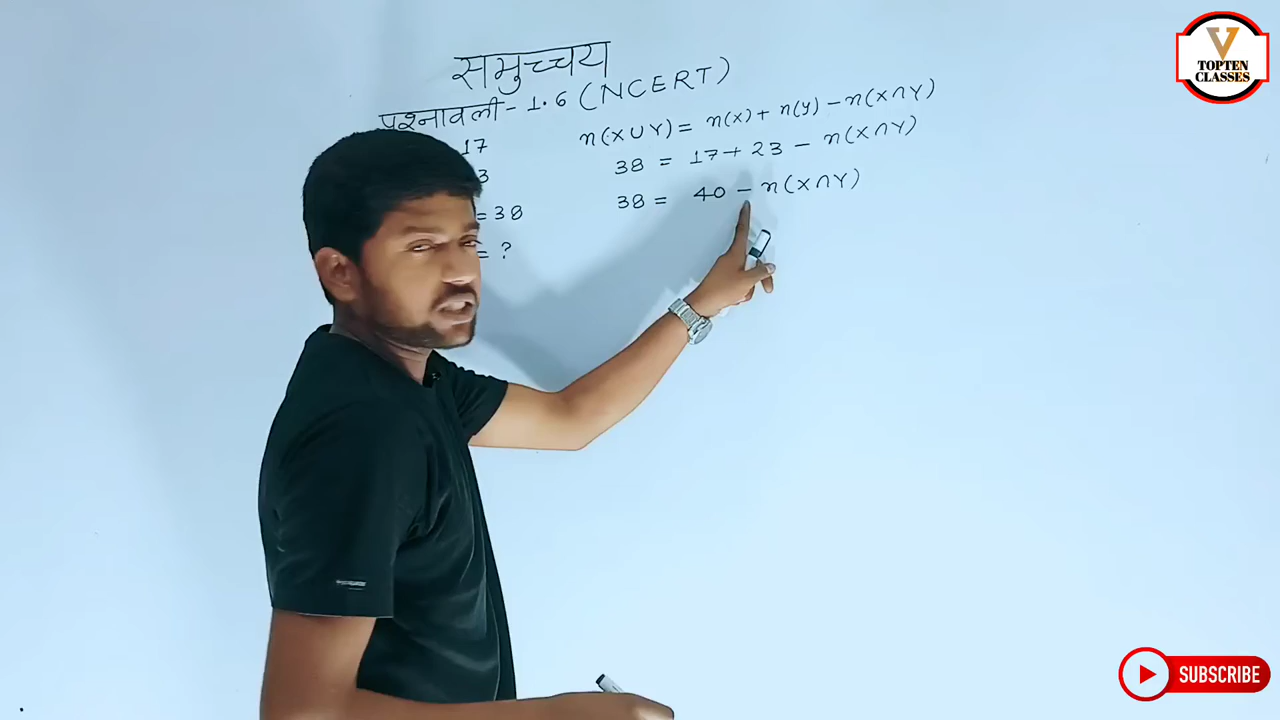 समुच्चय
प्रश्नावली - 1.6 (NCERT)
17
3
= 38
= ?
n(X∪Y) = n(x) + n(y) - n(X∩Y)
38 = 17 + 23 - n(X∩Y)
38 = 40 - n(X∩Y)
V
TOPTEN
CLASSES
SUBSCRIBE